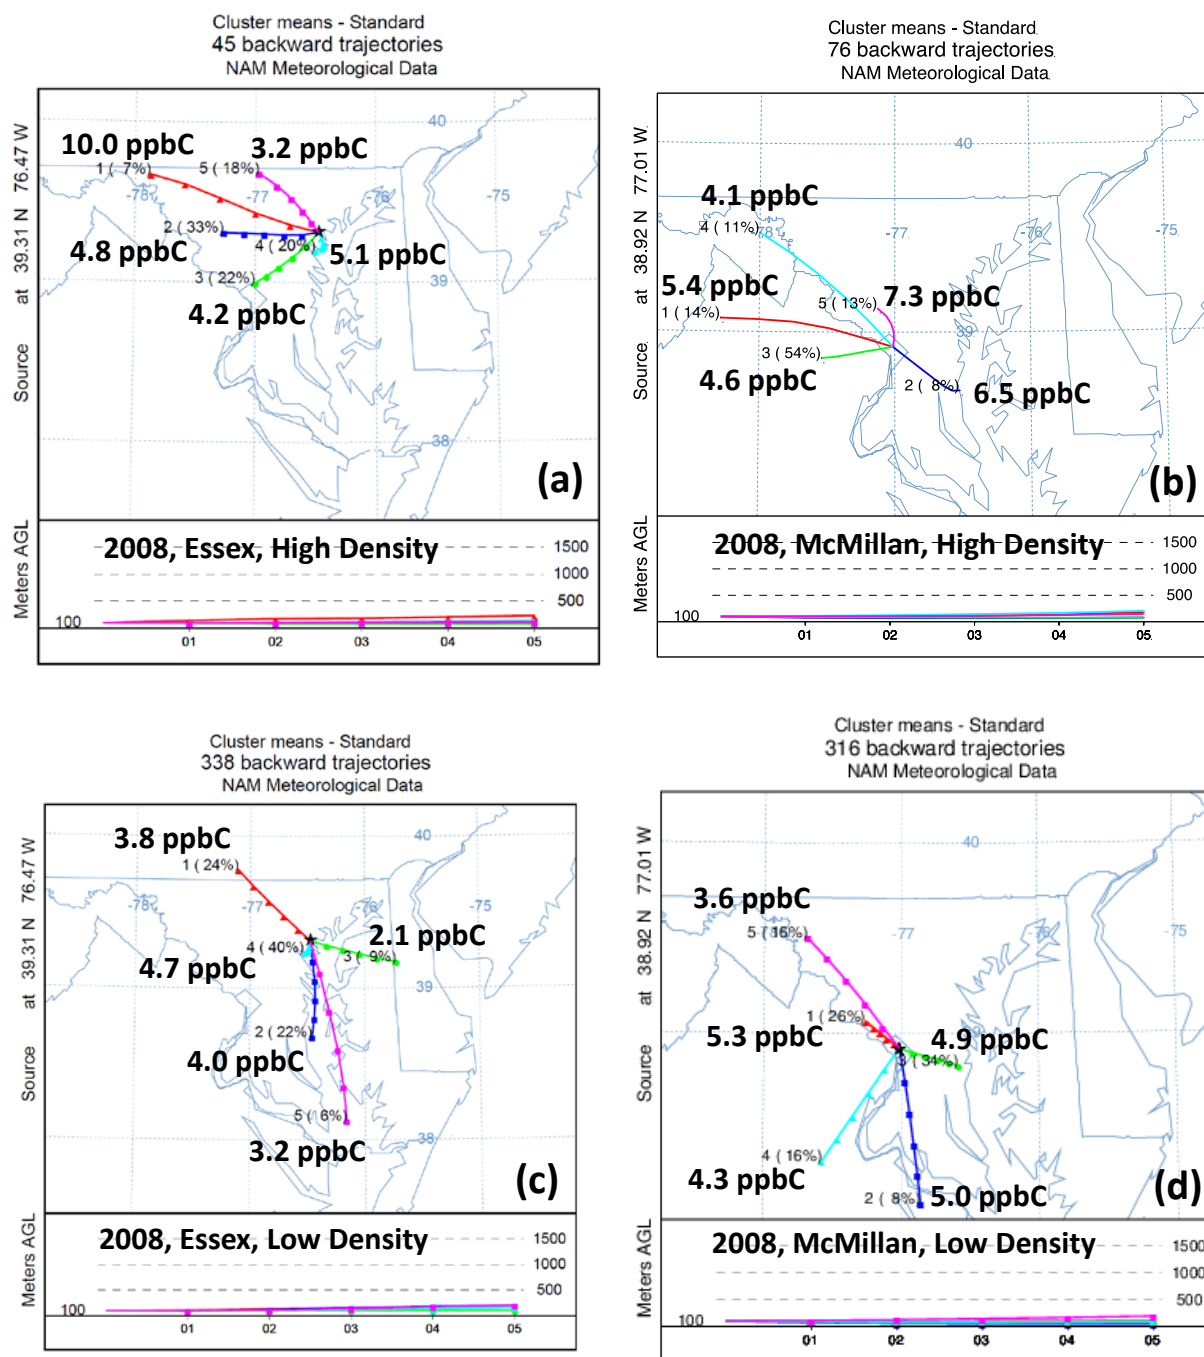 Cluster means - Standard
45 backward trajectories
NAM Meteorological Data
Source at 39.31 N 76.47 W
40
10.0 ppbC
3.2 ppbC
1 ( 7%)
5 (18%)
-78
-77
-76
-75
2 (33%)
4 (20%)
4.8 ppbC
5.1 ppbC
3 (22%)
39
4.2 ppbC
38
(a)
Meters AGL
2008, Essex, High Density
1500
1000
500
100
01 02 03 04 05
Cluster means - Standard
76 backward trajectories
NAM Meteorological Data
Source at 38.92 N 77.01 W
40
4.1 ppbC
4 (11%)
-78
-77
-76
-75
5.4 ppbC
7.3 ppbC
5 (13%)
1 (14%)
39
3 (54%)
4.6 ppbC
2 ( 8%)
6.5 ppbC
(b)
Meters AGL
2008, McMillan, High Density
1500
1000
500
100
01 02 03 04 05
Cluster means - Standard
338 backward trajectories
NAM Meteorological Data
Source at 39.31 N 76.47 W
40
3.8 ppbC
1 (24%)
-78
-77
-76
-75
2.1 ppbC
4 (40%)
3 ( 9%)
4.7 ppbC
39
2 (22%)
4.0 ppbC
5 ( 6%)
38
3.2 ppbC
(c)
Meters AGL
2008, Essex, Low Density
1500
1000
500
100
01 02 03 04 05
Cluster means - Standard
316 backward trajectories
NAM Meteorological Data
Source at 38.92 N 77.01 W
40
3.6 ppbC
5 (16%)
-77
-76
-75
1 (26%)
5.3 ppbC
4.9 ppbC
3 (34%)
4 (16%)
4.3 ppbC
2 ( 8%)
5.0 ppbC
(d)
Meters AGL
2008, McMillan, Low Density
1500
1000
500
100
01 02 03 04 05